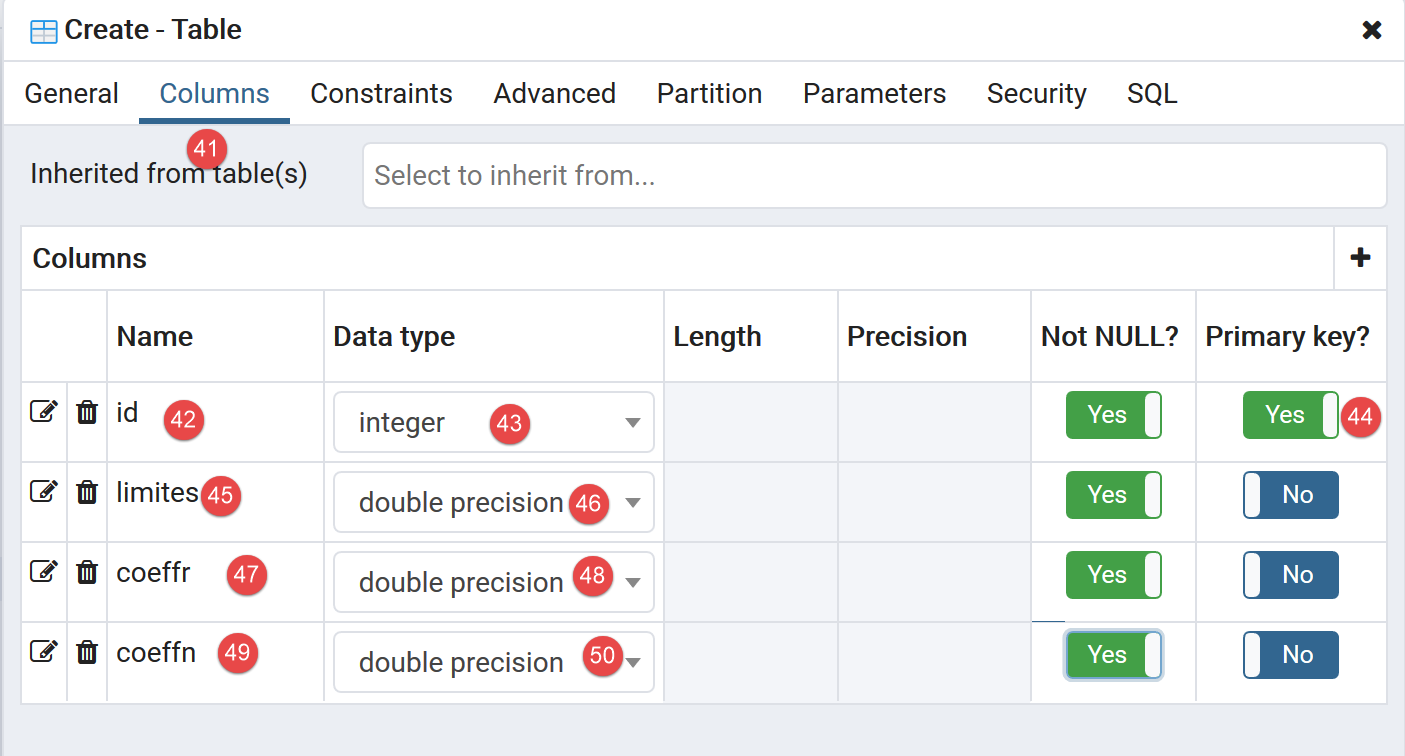 Create - Table
General Columns Constraints Advanced Partition Parameters Security SQL
41
Inherited from table(s) Select to inherit from...
Columns
Name Data type Length Precision Not NULL? Primary key?
id 42 integer 43 Yes Yes 44
limites 45 double precision 46 Yes No
coeffr 47 double precision 48 Yes No
coeffn 49 double precision 50 Yes No